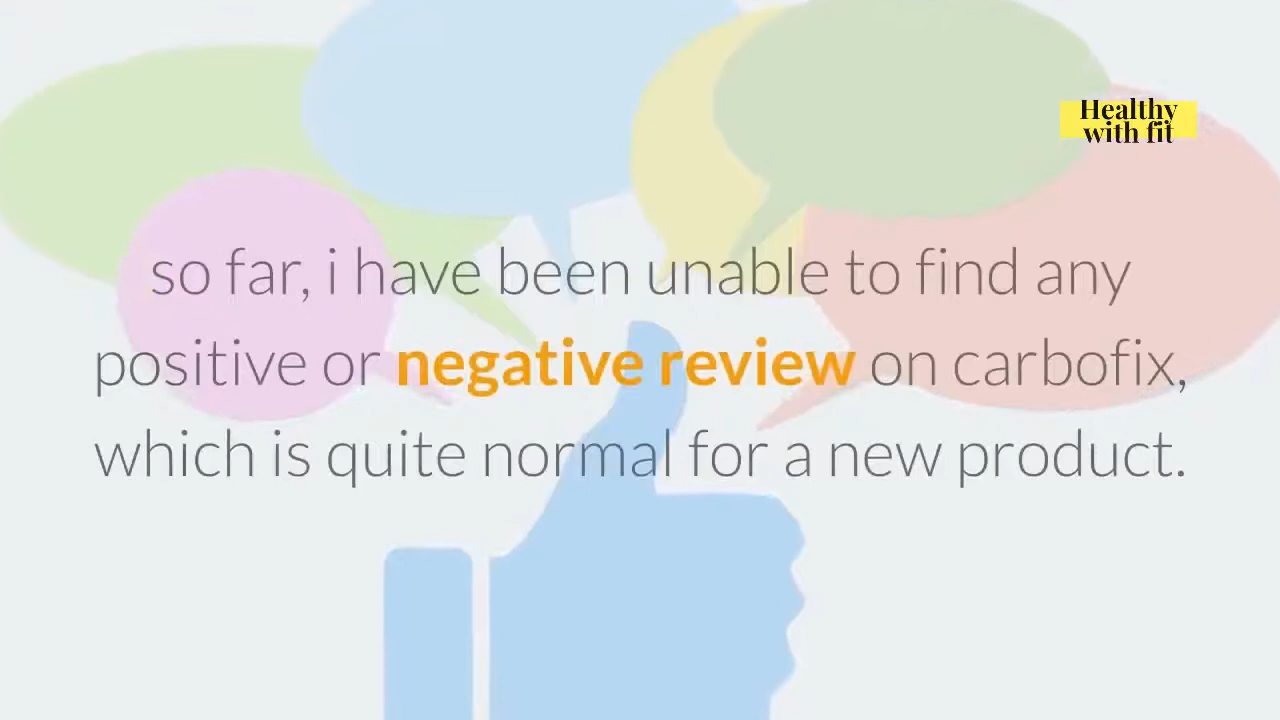 Healthy
with fit
so far, i have been unable to find any
positive or negative review on carbofix,
which is quite normal for a new product.